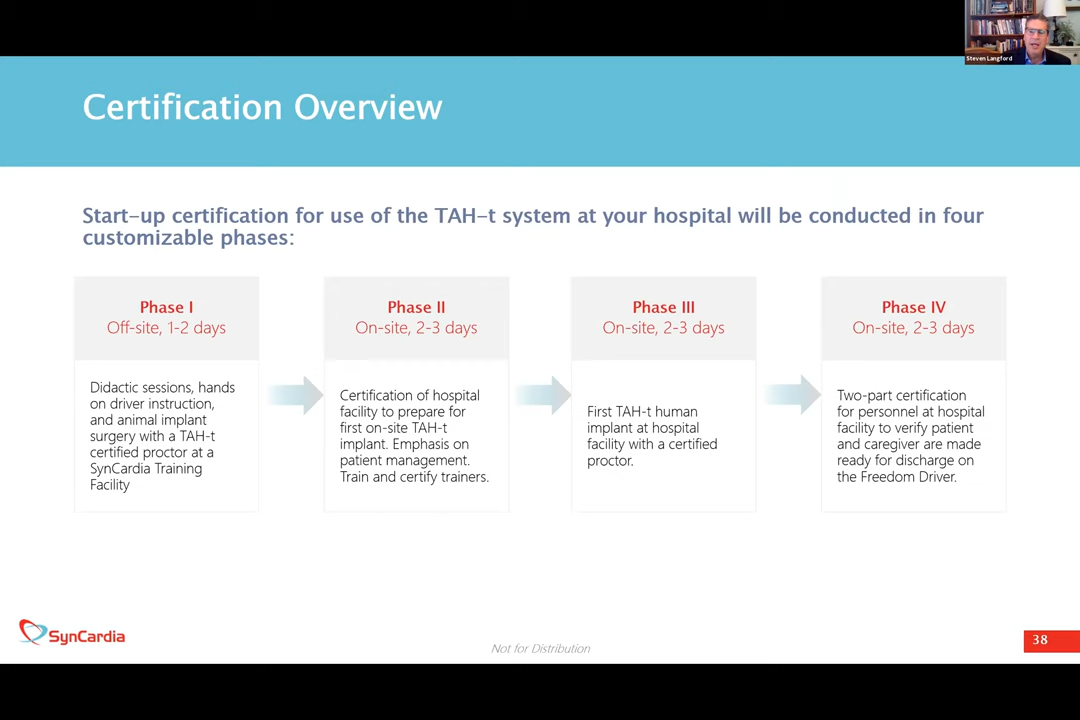 Steven Langford
Certification Overview
Start-up certification for use of the TAH-t system at your hospital will be conducted in four
customizable phases:
Phase I
Off-site, 1-2 days
Didactic sessions, hands
on driver instruction,
and animal implant
surgery with a TAH-t
certified proctor at a
SynCardia Training
Facility
Phase II
On-site, 2-3 days
Certification of hospital
facility to prepare for
first on-site TAH-t
implant. Emphasis on
patient management.
Train and certify trainers.
Phase III
On-site, 2-3 days
First TAH-t human
implant at hospital
facility with a certified
proctor.
Phase IV
On-site, 2-3 days
Two-part certification
for personnel at hospital
facility to verify patient
and caregiver are made
ready for discharge on
the Freedom Driver.
SynCardia
Not for Distribution
38